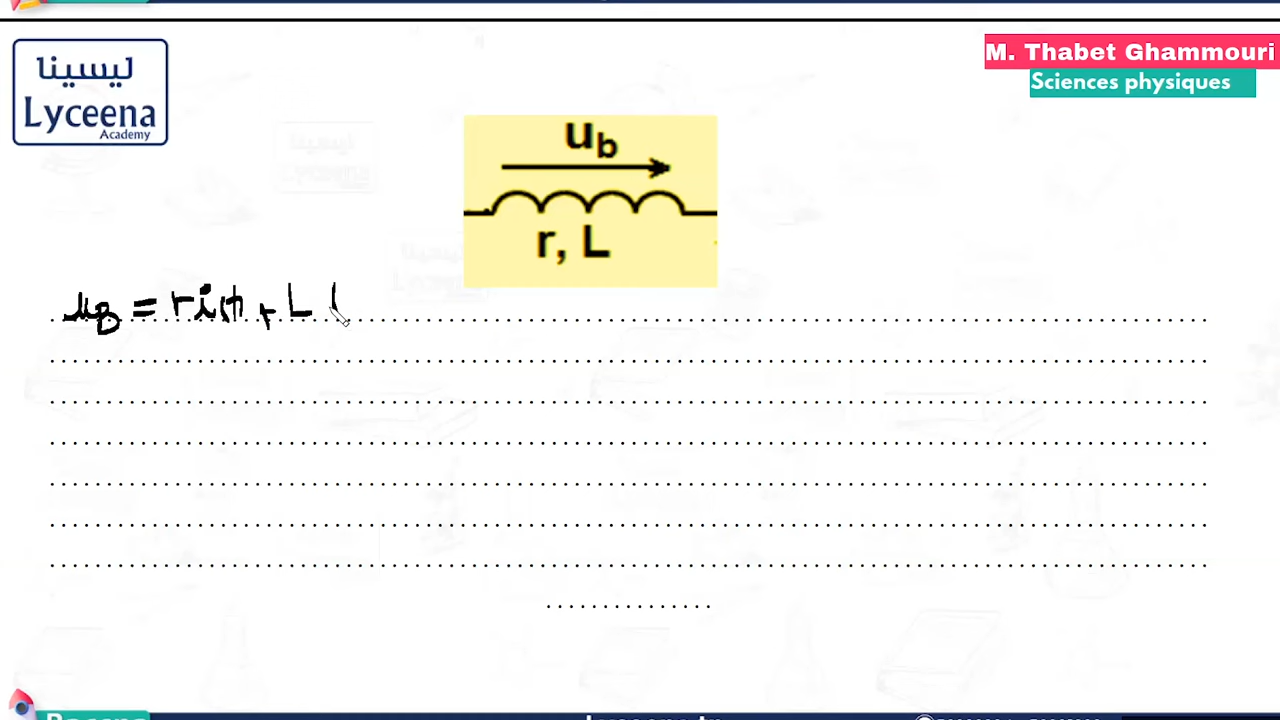 ليسينا
Lyceena
Academy
M. Thabet Ghammouri
Sciences physiques
u_b
r, L
u_B = r i(t) + L